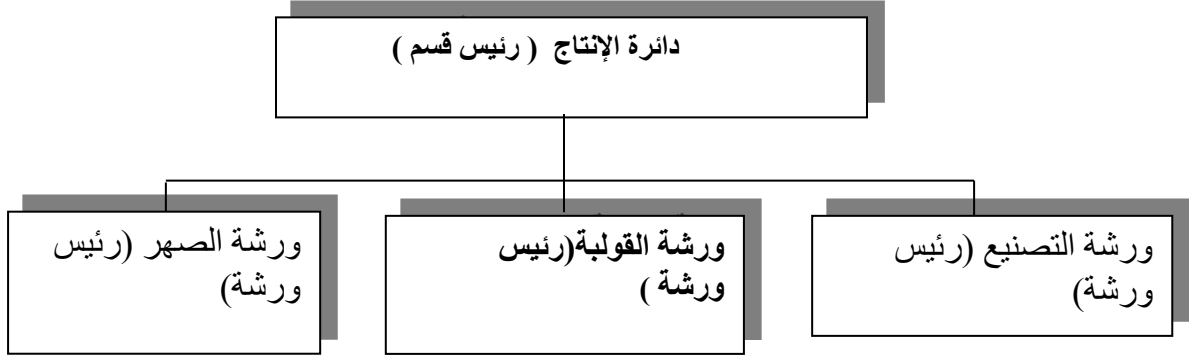 دائرة الإنتاج ( رئيس قسم )
ورشة التصنيع (رئيس
ورشة)
ورشة القولبة(رئيس
ورشة )
ورشة الصهر (رئيس
ورشة)